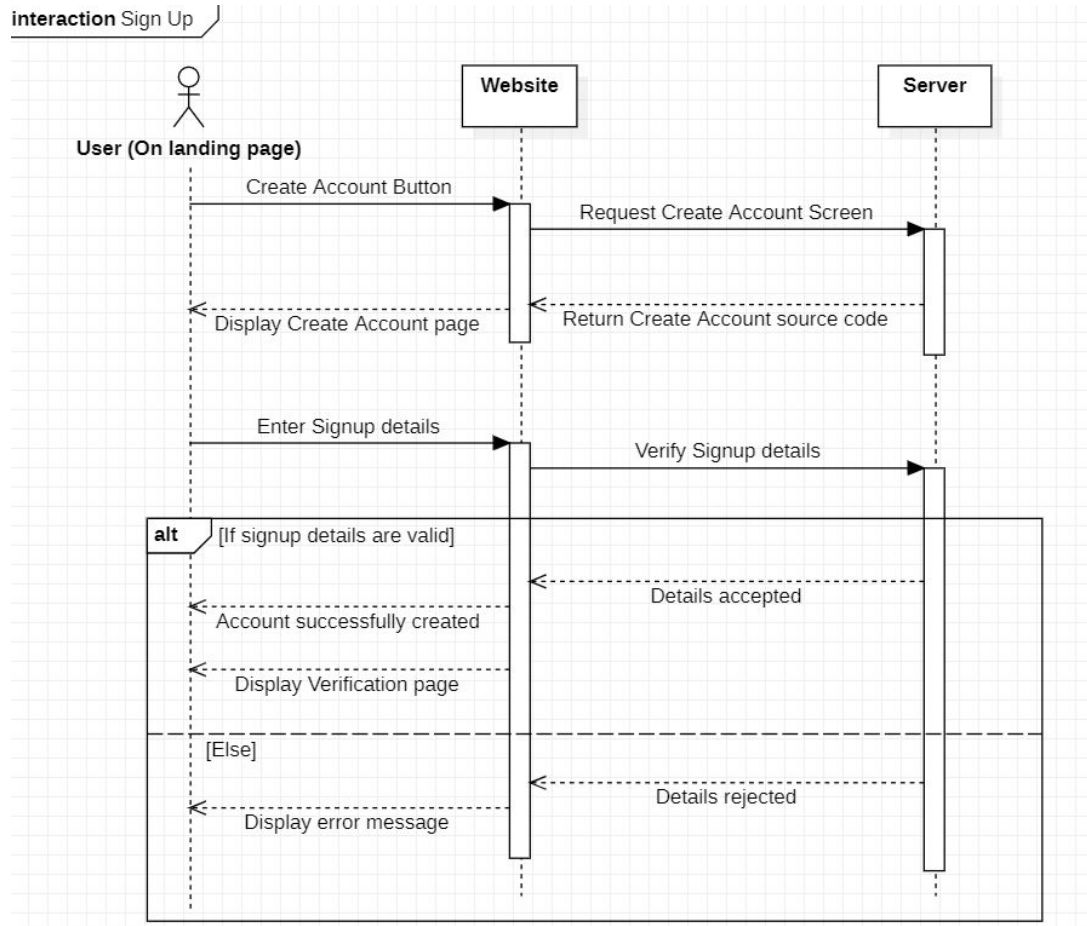 interaction Sign Up
Website
Server
User (On landing page)
Create Account Button
Request Create Account Screen
Return Create Account source code
Display Create Account page
Enter Signup details
Verify Signup details
alt [If signup details are valid]
Details accepted
Account successfully created
Display Verification page
[Else]
Details rejected
Display error message